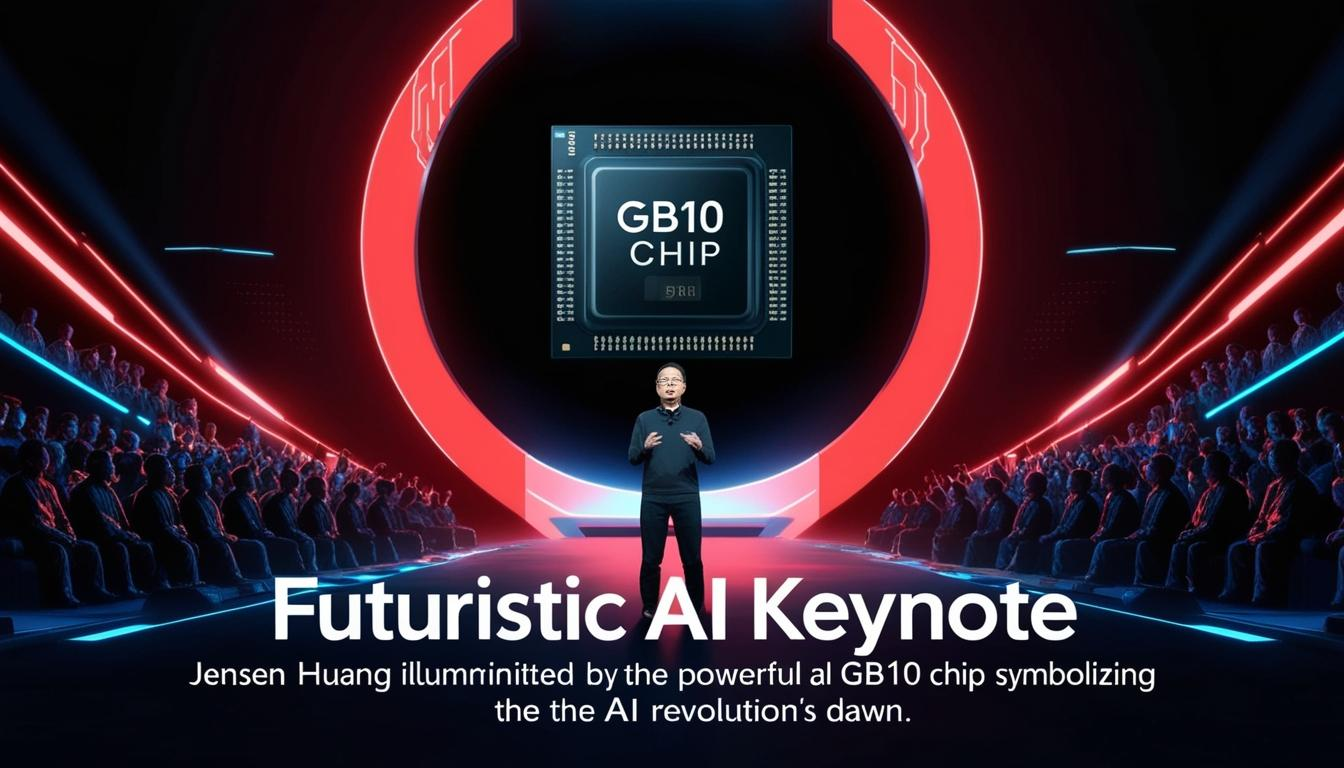 GB10
CHIP
Futuristic AI Keynote
Jensen Huang illumrinitted by the powerful al GB10 chip symbolizing
the the AI revolution's dawn.